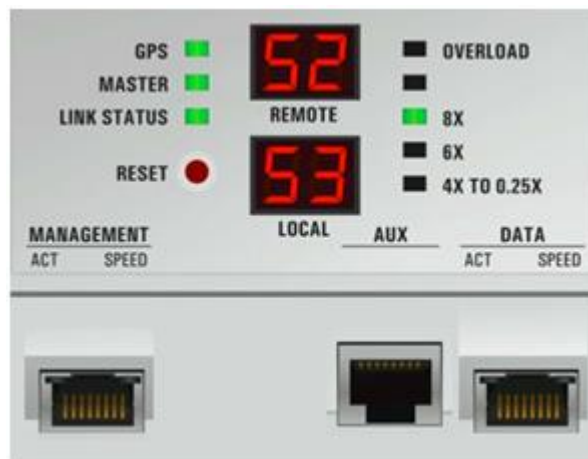 GPS
MASTER
LINK STATUS
RESET
52
REMOTE
53
LOCAL
OVERLOAD
8X
6X
4X TO 0.25X
MANAGEMENT
ACT SPEED
AUX
DATA
ACT SPEED